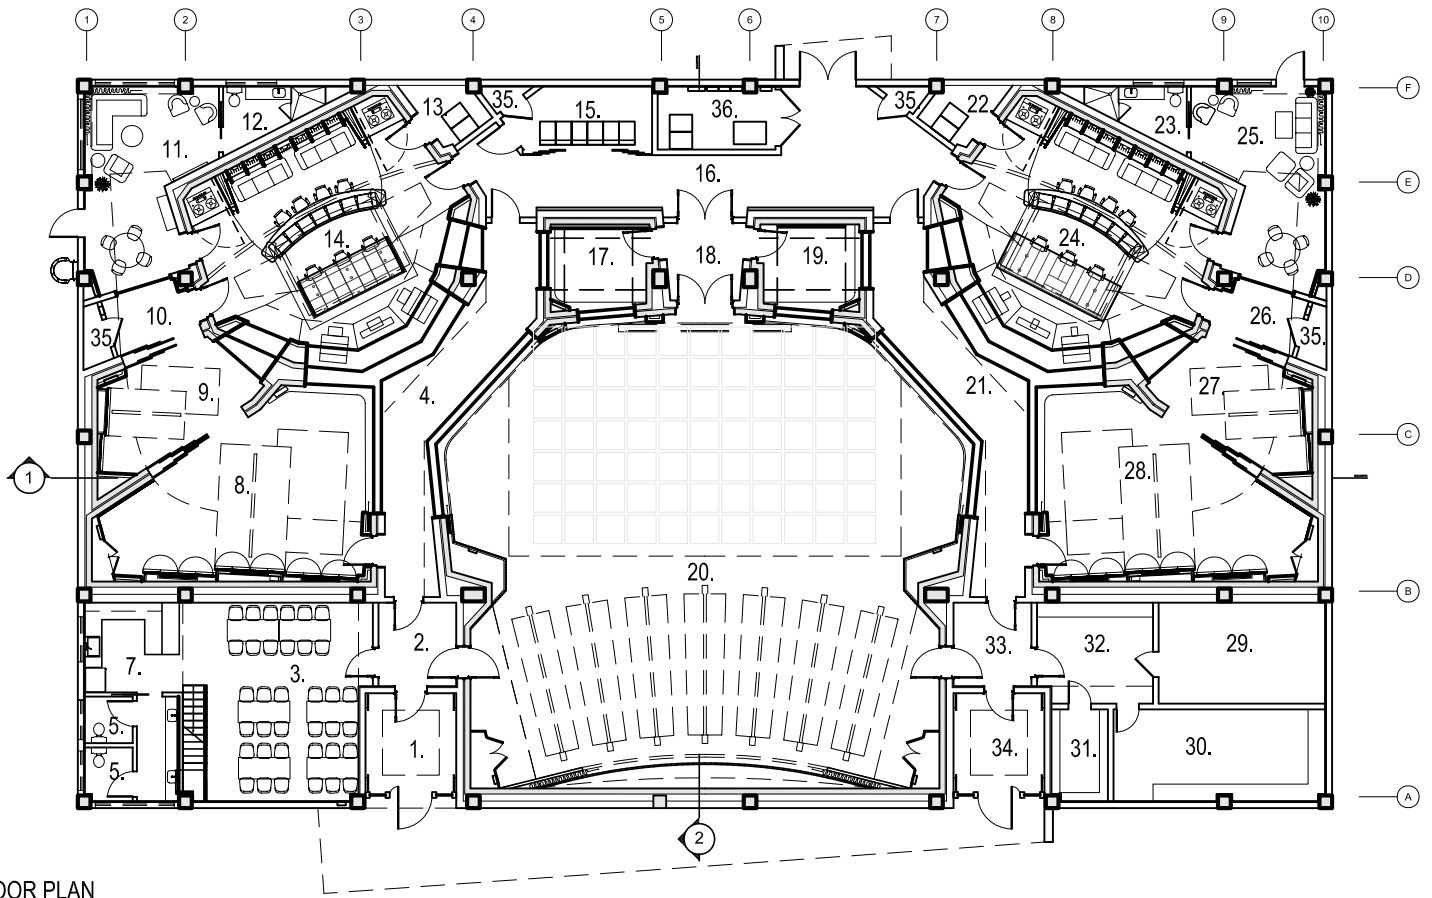 1 2 3 4 5 6 7 8 9 10
F
35. 13. 15. 36. 35. 22.
12. 11. 23. 25.
16.
E
14. 17. 18. 19. 24.
D
10. 35. 26. 35.
9. 4. 21. 27.
C
1 8. 28.
20.
B
2. 33. 32. 29.
7. 3.
5. 1. 34. 31. 30.
5.
A
2
OOR PLAN